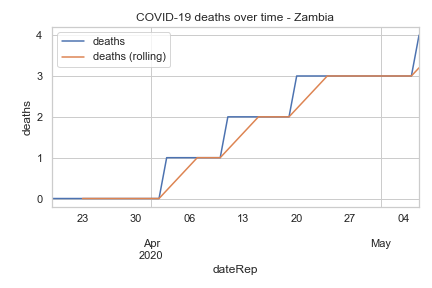 COVID-19 deaths over time - Zambia
deaths
deaths (rolling)
deaths
4
3
2
1
0
23 30 06 13 20 27 04
Apr May
2020
dateRep